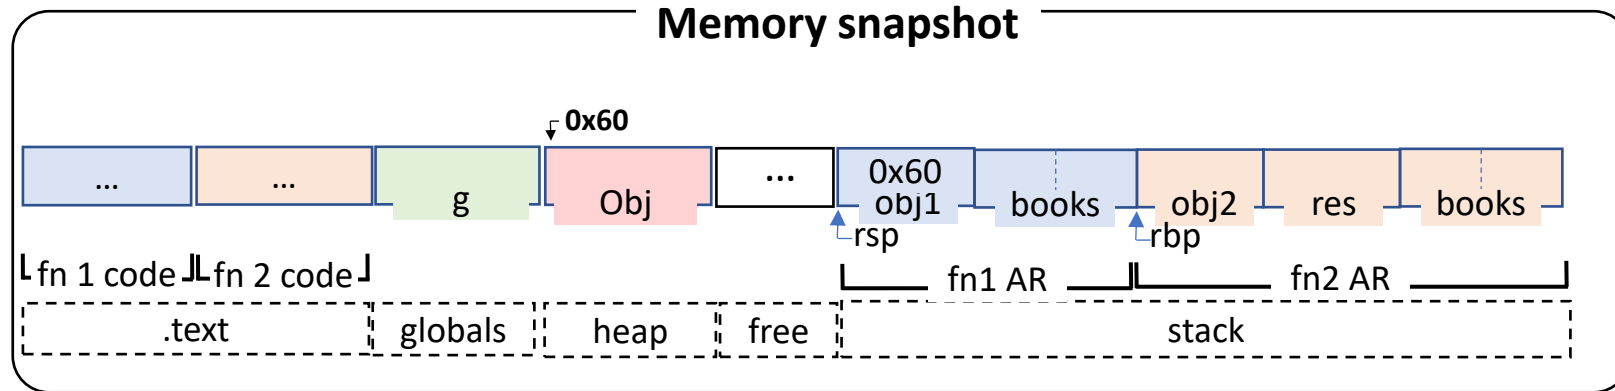 Memory snapshot
0x60
... ... g Obj ... 0x60 obj1 books obj2 res books
rsp rbp
fn 1 code fn 2 code fn1 AR fn2 AR
.text globals heap free stack